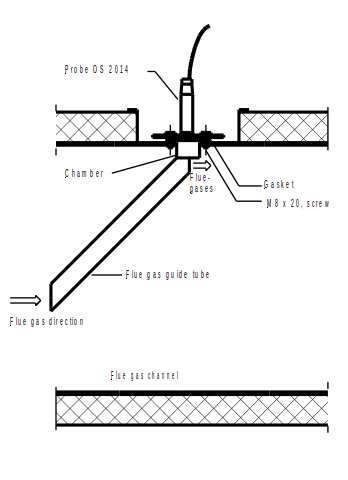 Probe OS 2014
Chamber
Flue-
gases
Gasket
M8 x 20, screw
Flue gas guide tube
Flue gas direction
Flue gas channel